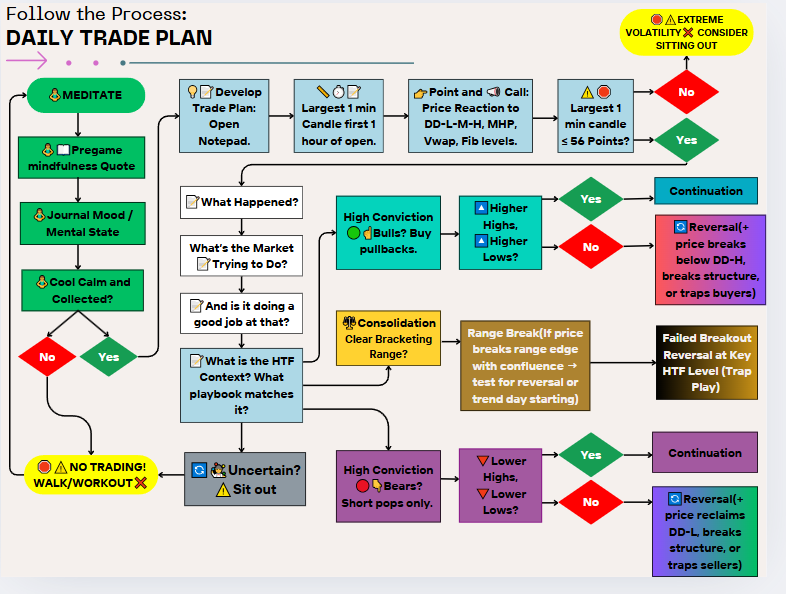 Follow the Process:
DAILY TRADE PLAN
EXTREME
VOLATILITY❌ CONSIDER
SITTING OUT
MEDITATE
Pregame
mindfulness Quote
Journal Mood /
Mental State
Cool Calm and
Collected?
No
Yes
NO TRADING!
WALK/WORKOUT❌
Develop
Trade Plan:
Open
Notepad.
Largest 1 min
Candle first 1
hour of open.
Point and 📢 Call:
Price Reaction to
DD-L-M-H, MHP,
Vwap, Fib levels.
Largest 1
min candle
≤ 56 Points?
No
Yes
What Happened?
What's the Market
Trying to Do?
And is it doing a
good job at that?
What is the HTF
Context? What
playbook matches
it?
Uncertain?
Sit out
High Conviction
Bulls? Buy
pullbacks.
Higher
Highs,
Higher
Lows?
Yes
No
Continuation
Reversal(+
price breaks
below DD-H,
breaks structure,
or traps buyers)
Consolidation
Clear Bracketing
Range?
Range Break(If price
breaks range edge
with confluence →
test for reversal or
trend day starting)
Failed Breakout
Reversal at Key
HTF Level (Trap
Play)
High Conviction
Bears?
Short pops only.
Lower
Highs,
Lower
Lows?
Yes
No
Continuation
Reversal(+
price reclaims
DD-L, breaks
structure, or
traps sellers)